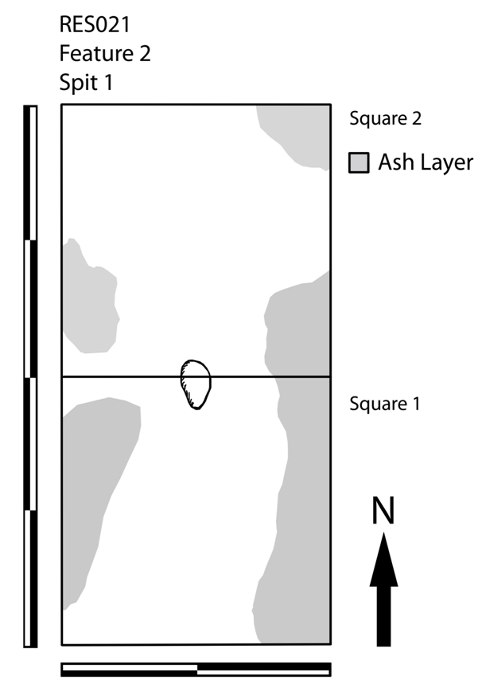 RES021
Feature 2
Spit 1
Square 2
Ash Layer
Square 1
N